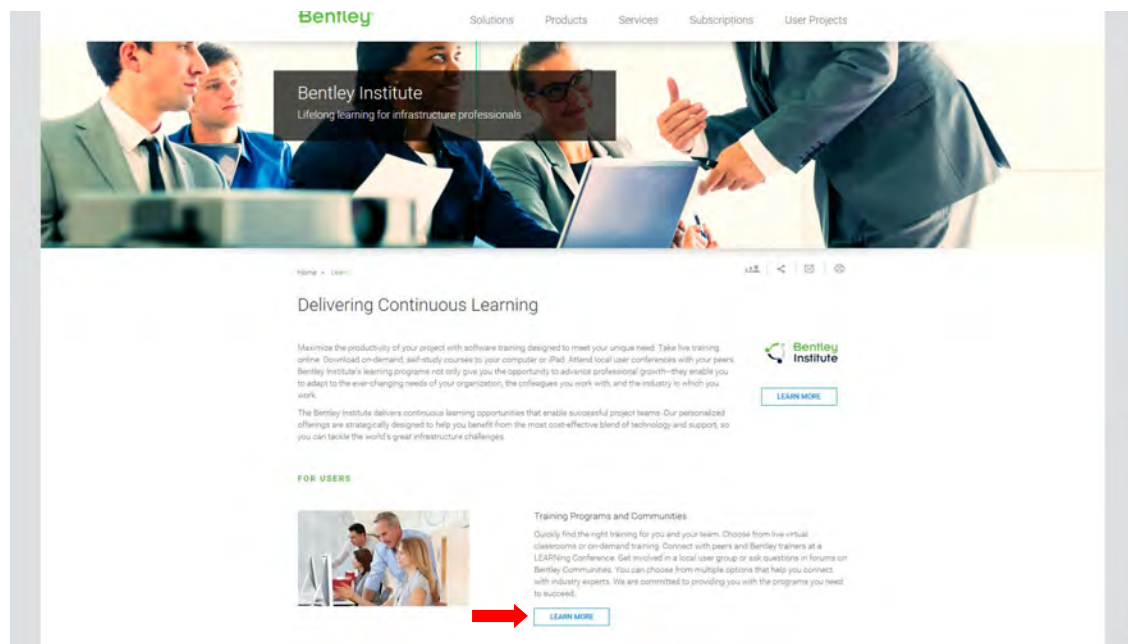 Bentley
Solutions Products Services Subscriptions User Projects
Bentley Institute
Lifelong learning for infrastructure professionals
Home > Learn
Delivering Continuous Learning
Maximize the productivity of your project with software training designed to meet your unique need. Take live training
online. Download on-demand, self-study courses to your computer or iPad. Attend local user conferences with your peers.
Bentley Institute's learning programs not only give you the opportunity to advance professional growth—they enable you
to adapt to the ever-changing needs of your organization, the colleagues you work with, and the industry in which you
work.
Bentley
Institute
LEARN MORE
The Bentley Institute delivers continuous learning opportunities that enable successful project teams. Our personalized
offerings are strategically designed to help you benefit from the most cost-effective blend of technology and support, so
you can tackle the world's great infrastructure challenges.
FOR USERS
Training Programs and Communities
Quickly find the right training for you and your team. Choose from live virtual
classrooms or on-demand training. Connect with peers and Bentley trainers at a
LEARNing Conference. Get involved in a local user group or ask questions in forums on
Bentley Communities. You can choose from multiple options that help you connect
with industry experts. We are committed to providing you with the programs you need
to succeed.
LEARN MORE